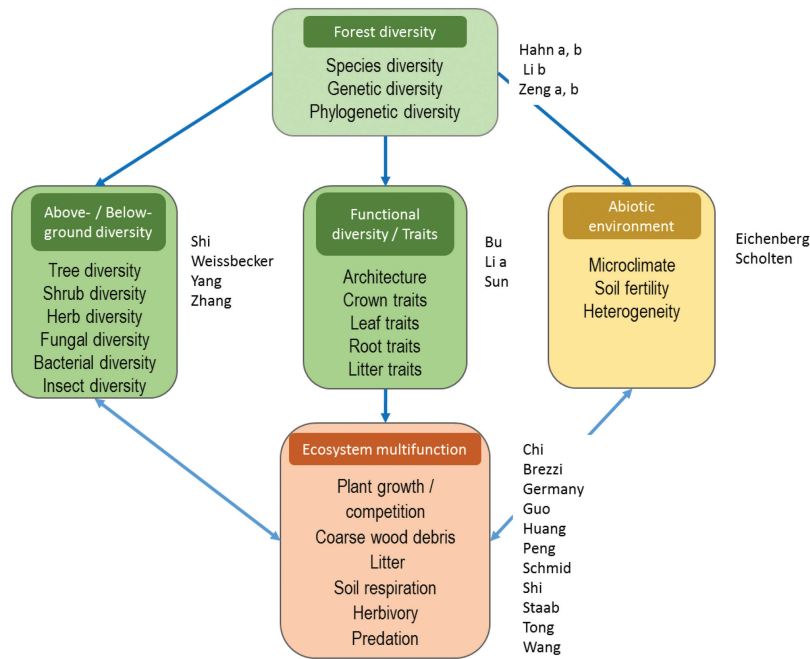 Forest diversity
Species diversity
Genetic diversity
Phylogenetic diversity
Hahn a, b
Li b
Zeng a, b
Above- / Below-
ground diversity
Tree diversity
Shrub diversity
Herb diversity
Fungal diversity
Bacterial diversity
Insect diversity
Shi
Weissbecker
Yang
Zhang
Functional
diversity / Traits
Architecture
Crown traits
Leaf traits
Root traits
Litter traits
Bu
Li a
Sun
Abiotic
environment
Microclimate
Soil fertility
Heterogeneity
Eichenberg
Scholten
Ecosystem multifunction
Plant growth /
competition
Coarse wood debris
Litter
Soil respiration
Herbivory
Predation
Chi
Brezzi
Germany
Guo
Huang
Peng
Schmid
Shi
Staab
Tong
Wang